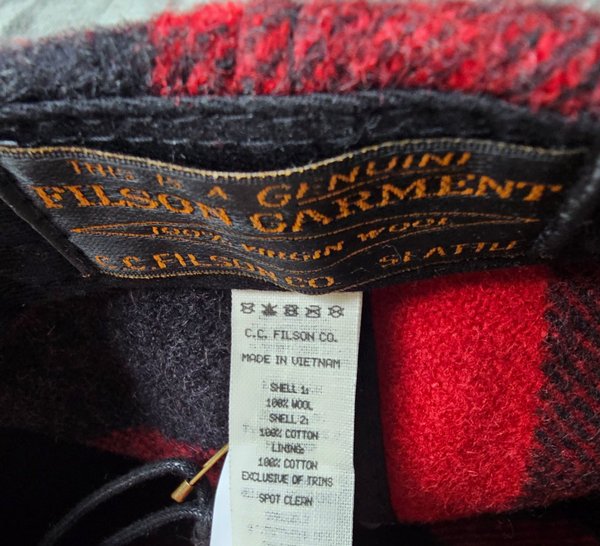 THIS IS A GENUINE
FILSON GARMENT
100% VIRGIN WOOL
C.C. FILSON CO. SEATTLE
C.C. FILSON CO.
MADE IN VIETNAM
SHELL 1:
100% WOOL
SHELL 2:
100% COTTON
LINING:
100% COTTON
EXCLUSIVE OF TRIMS
SPOT CLEAN